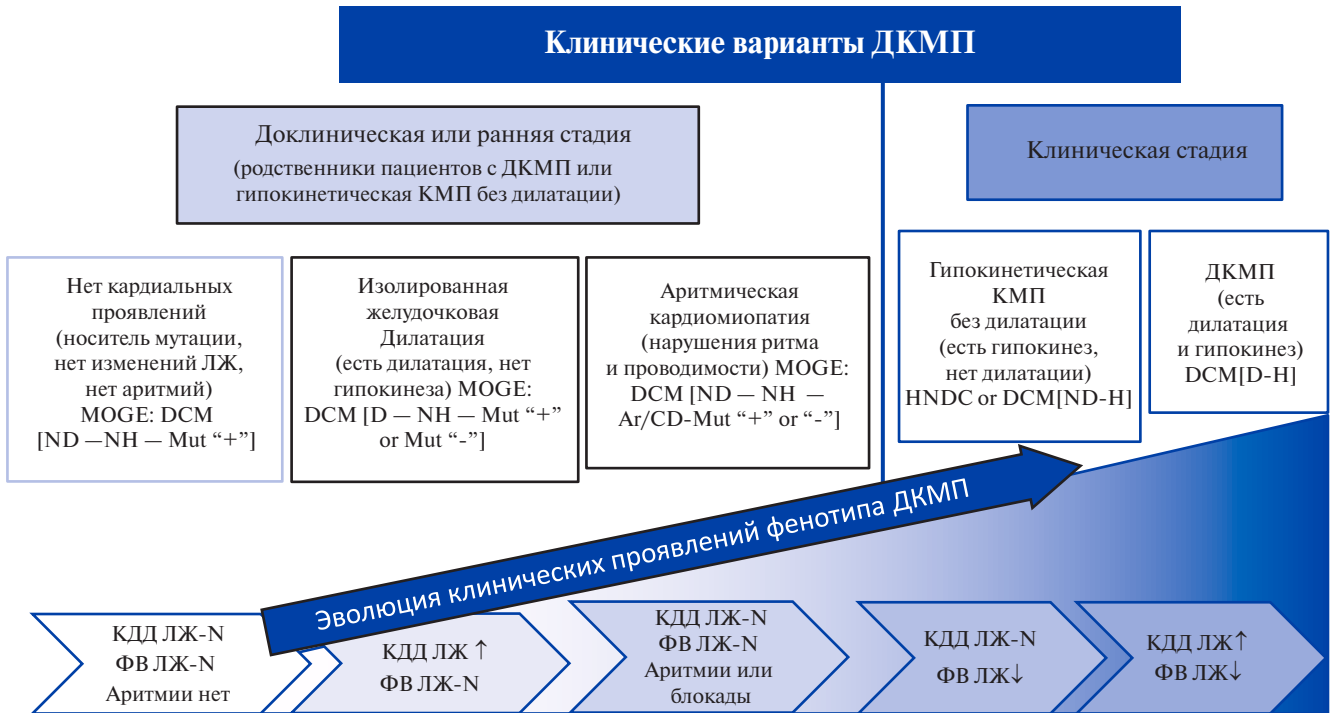 Клинические варианты ДКМП
Доклиническая или ранняя стадия
(родственники пациентов с ДКМП или
гипокинетическая КМП без дилатации)
Клиническая стадия
Нет кардиальных
проявлений
(носитель мутации,
нет изменений ЛЖ,
нет аритмий)
MOGE: DCM
[ND —NH — Mut “+”]
Изолированная
желудочковая
Дилатация
(есть дилатация, нет
гипокинеза) MOGE:
DCM [D — NH — Mut “+”
or Mut “-”]
Аритмическая
кардиомиопатия
(нарушения ритма
и проводимости) MOGE:
DCM [ND — NH —
Ar/CD-Mut “+” or “-”]
Гипокинетическая
КМП
без дилатации
(есть гипокинез,
нет дилатации)
HNDC or DCM[ND-H]
ДКМП
(есть
дилатация
и гипокинез)
DCM[D-H]
Эволюция клинических проявлений фенотипа ДКМП
КДД ЛЖ-N
ФВ ЛЖ-N
Аритмии нет
КДД ЛЖ ↑
ФВ ЛЖ-N
КДД ЛЖ-N
ФВ ЛЖ-N
Аритмии или
блокады
КДД ЛЖ-N
ФВ ЛЖ↓
КДД ЛЖ↑
ФВ ЛЖ↓